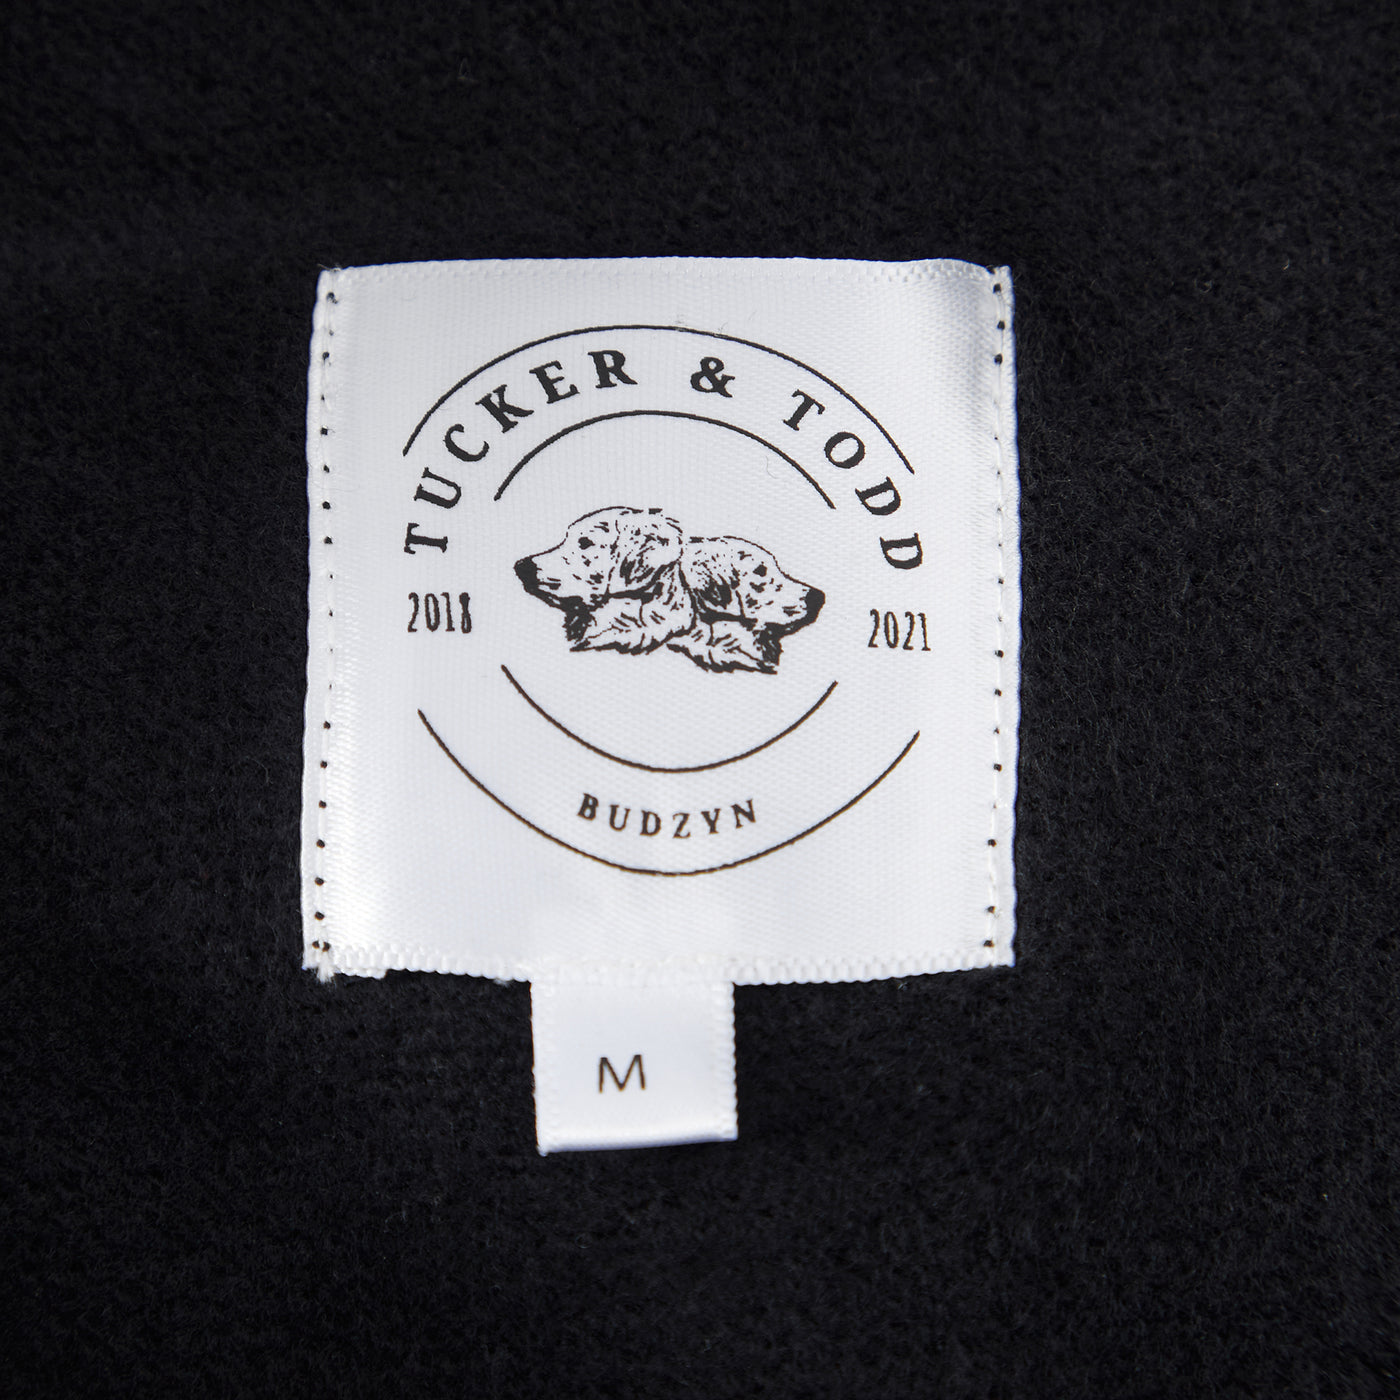 TUCKER & TODD
2018
2021
BUDZYN
M